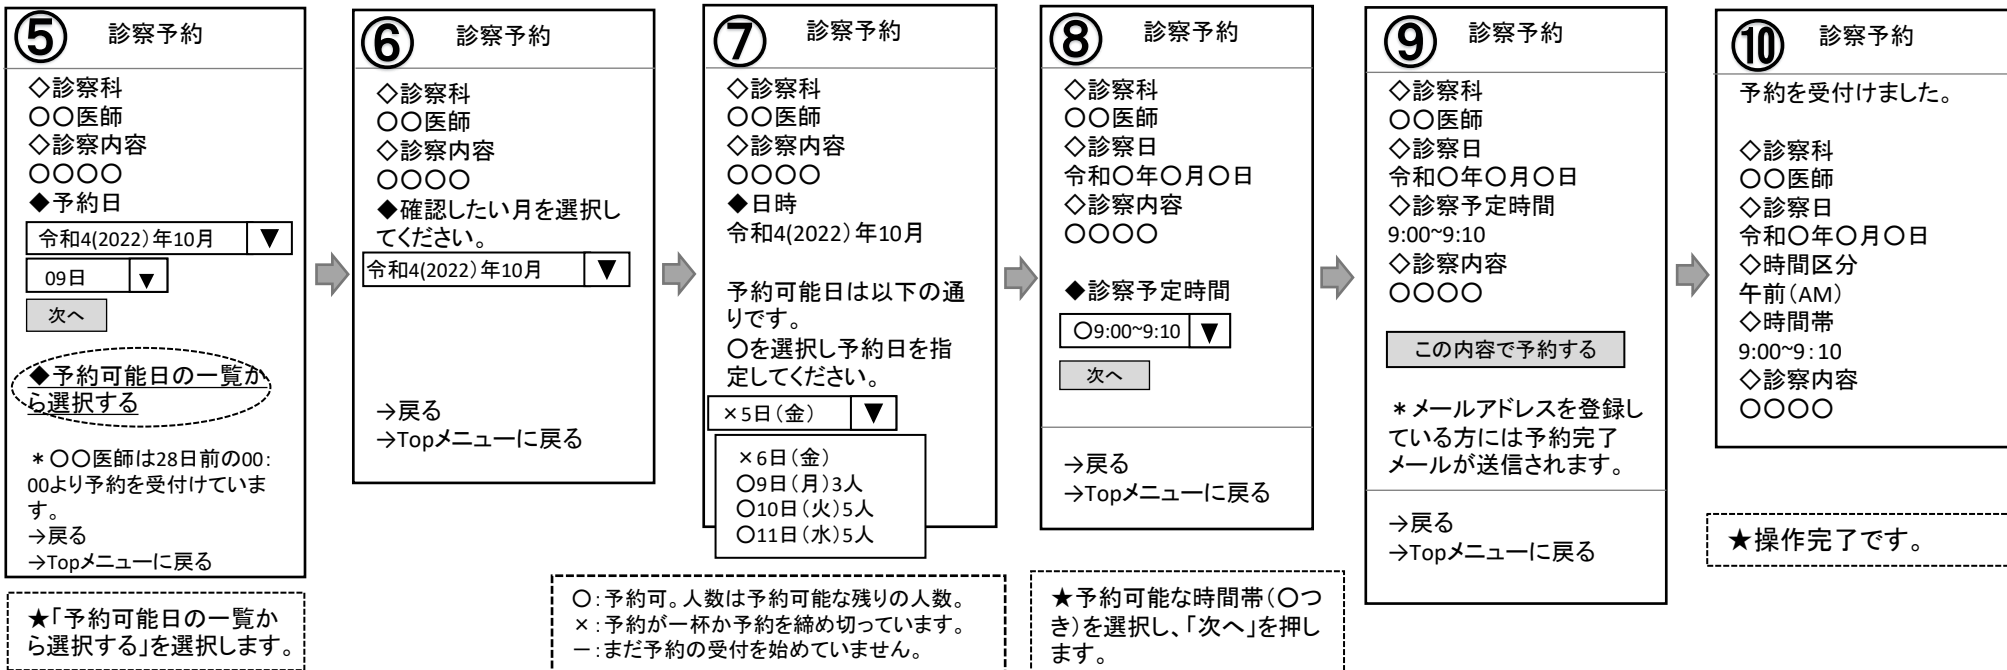 ⑤ 診察予約
◇診察科
〇〇医師
◇診察内容
〇〇〇〇
◆予約日
令和4(2022)年10月 ▼
09日 ▼
次へ
◆予約可能日の一覧か
ら選択する
*〇〇医師は28日前の00:
00より予約を受付けていま
す。
→戻る
→Topメニューに戻る
★「予約可能日の一覧か
ら選択する」を選択します。
⑥ 診察予約
◇診察科
〇〇医師
◇診察内容
〇〇〇〇
◆確認したい月を選択し
てください。
令和4(2022)年10月 ▼
→戻る
→Topメニューに戻る
⑦ 診察予約
◇診察科
〇〇医師
◇診察内容
〇〇〇〇
◆日時
令和4(2022)年10月
予約可能日は以下の通
りです。
〇を選択し予約日を指
定してください。
×5日(金) ▼
×6日(金)
〇9日(月)3人
〇10日(火)5人
〇11日(水)5人
〇:予約可。人数は予約可能な残りの人数。
×:予約が一杯か予約を締め切っています。
-:まだ予約の受付を始めていません。
⑧ 診察予約
◇診察科
〇〇医師
◇診察日
令和〇年〇月〇日
◇診察内容
〇〇〇〇
◆診察予定時間
〇9:00~9:10 ▼
次へ
→戻る
→Topメニューに戻る
★予約可能な時間帯(〇つ
き)を選択し、「次へ」を押し
ます。
⑨ 診察予約
◇診察科
〇〇医師
◇診察日
令和〇年〇月〇日
◇診察予定時間
9:00~9:10
◇診察内容
〇〇〇〇
この内容で予約する
*メールアドレスを登録し
ている方には予約完了
メールが送信されます。
→戻る
→Topメニューに戻る
⑩ 診察予約
予約を受付けました。
◇診察科
〇〇医師
◇診察日
令和〇年〇月〇日
◇時間区分
午前(AM)
◇時間帯
9:00~9:10
◇診察内容
〇〇〇〇
★操作完了です。